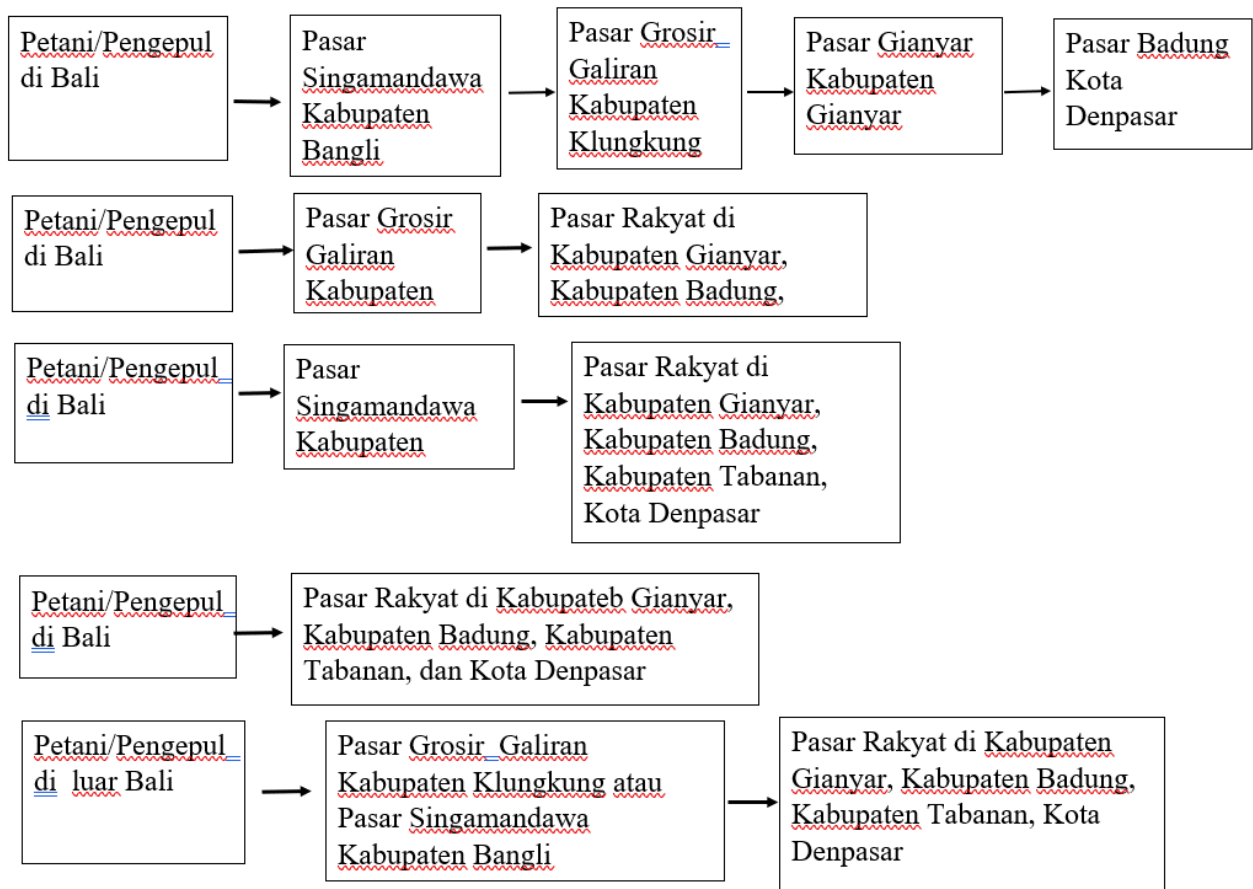 Petani/Pengepul
di Bali
Pasar
Singamandawa
Kabupaten
Bangli
Pasar Grosir
Galiran
Kabupaten
Klungkung
Pasar Gianyar
Kabupaten
Gianyar
Pasar Badung
Kota
Denpasar
Petani/Pengepul
di Bali
Pasar Grosir
Galiran
Kabupaten
Pasar Rakyat di
Kabupaten Gianyar,
Kabupaten Badung,
Petani/Pengepul
di Bali
Pasar
Singamandawa
Kabupaten
Pasar Rakyat di
Kabupaten Gianyar,
Kabupaten Badung,
Kabupaten Tabanan,
Kota Denpasar
Petani/Pengepul
di Bali
Pasar Rakyat di Kabupateb Gianyar,
Kabupaten Badung, Kabupaten
Tabanan, dan Kota Denpasar
Petani/Pengepul
di luar Bali
Pasar Grosir Galiran
Kabupaten Klungkung atau
Pasar Singamandawa
Kabupaten Bangli
Pasar Rakyat di Kabupaten
Gianyar, Kabupaten Badung,
Kabupaten Tabanan, Kota
Denpasar